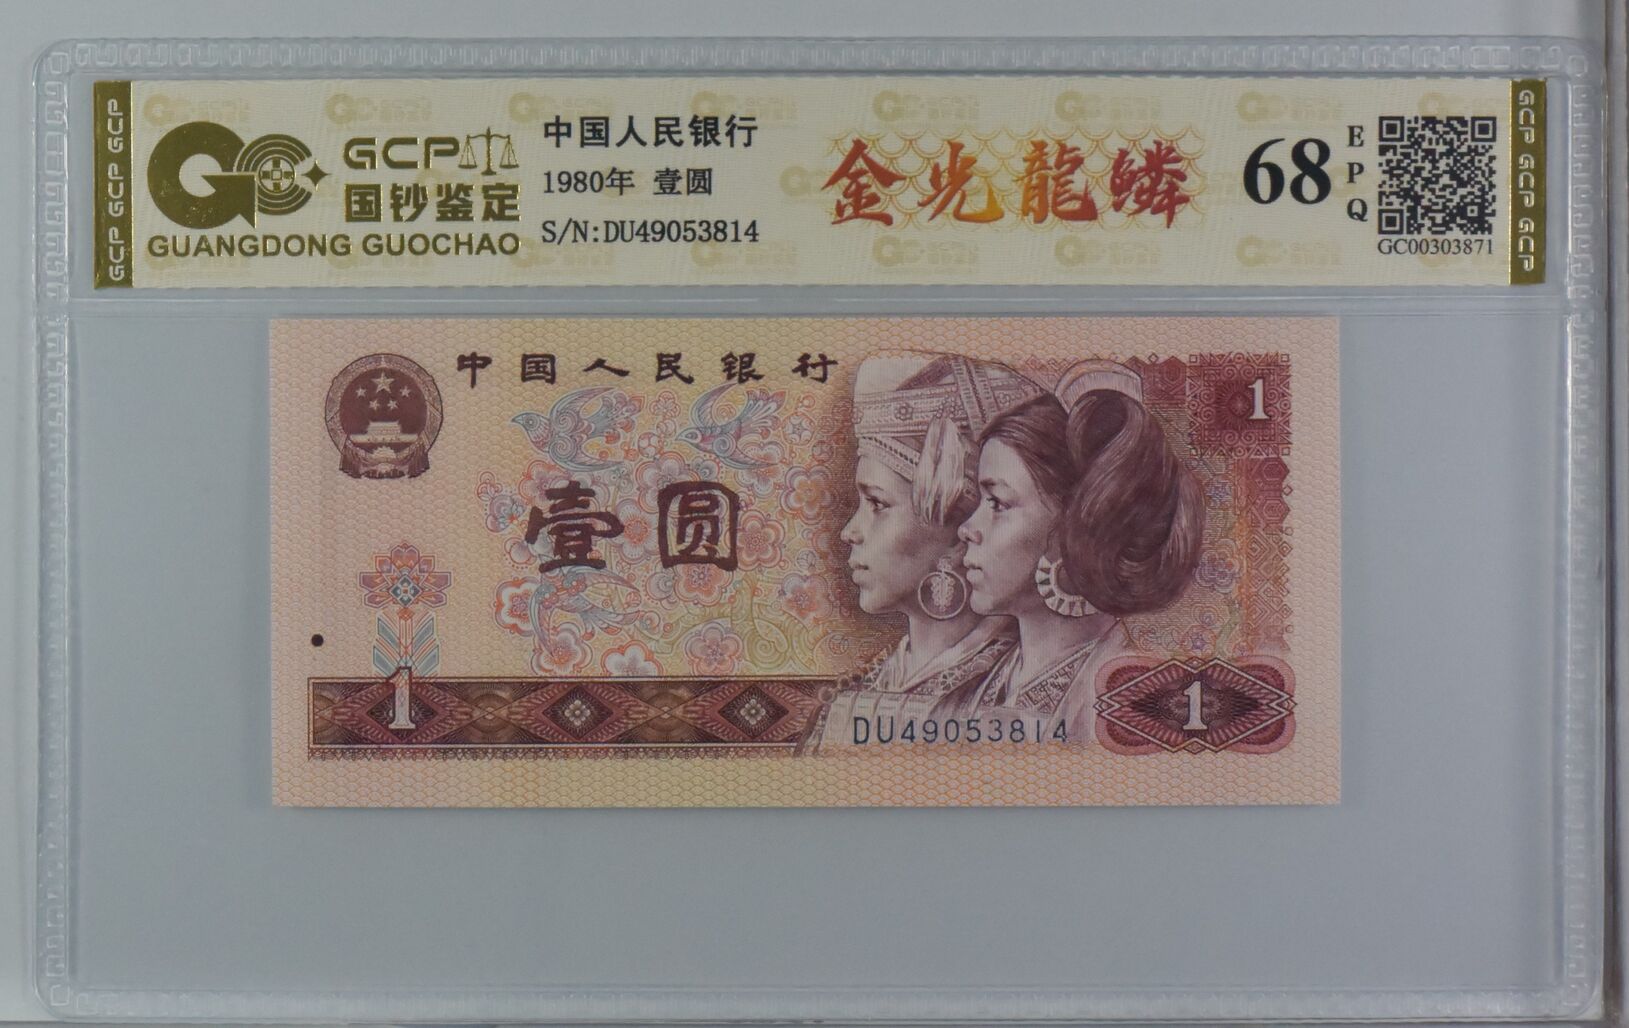 GCP GCP GCP
GCP
国钞鉴定
GUANGDONG GUOCHAO
中国人民银行
1980年 壹圆
S/N:DU49053814
金光龍鳞
68
EPQ
GC00303871
GCP GCP GCP
中国人民银行
1
壹圆
1
DU49053814
1